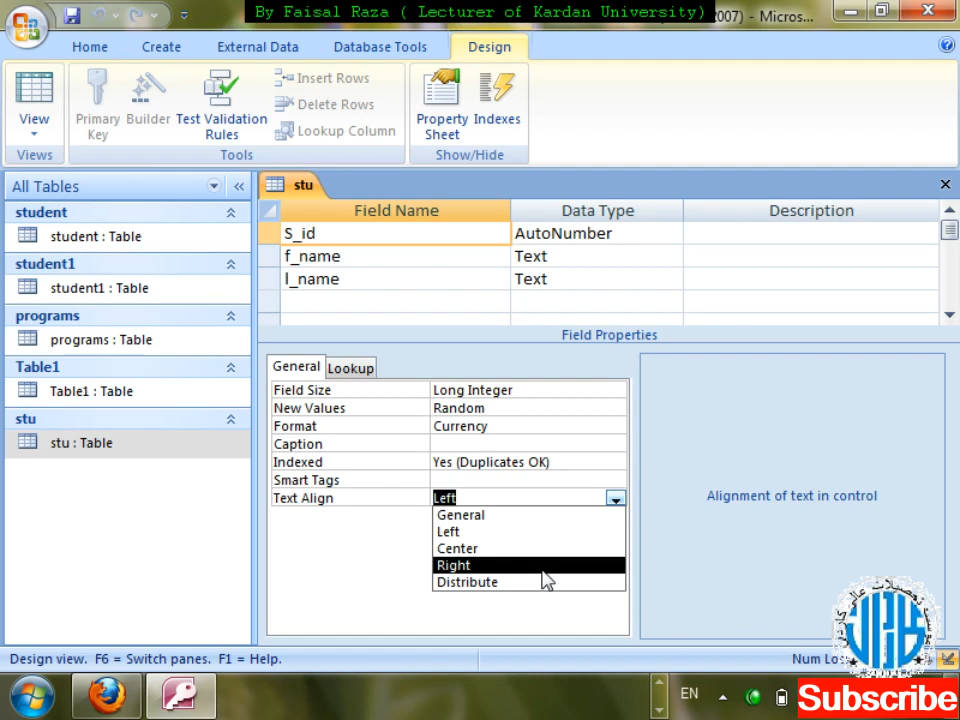 By Faisal Raza ( Lecturer of Kardan University)
2007) - Micros...
Home Create External Data Database Tools Design
View
Primary Key
Builder
Test Validation Rules
Insert Rows
Delete Rows
Lookup Column
Property Sheet
Indexes
Views Tools Show/Hide
All Tables
«
student
student : Table
student1
student1 : Table
programs
programs : Table
Table1
Table1 : Table
stu
stu : Table
stu
Field Name Data Type Description
S_id AutoNumber
f_name Text
l_name Text
Field Properties
General Lookup
Field Size Long Integer
New Values Random
Format Currency
Caption
Indexed Yes (Duplicates OK)
Smart Tags
Text Align Left
General
Left
Center
Right
Distribute
Alignment of text in control
Design view. F6 = Switch panes. F1 = Help.
Num Lo
EN
Subscribe